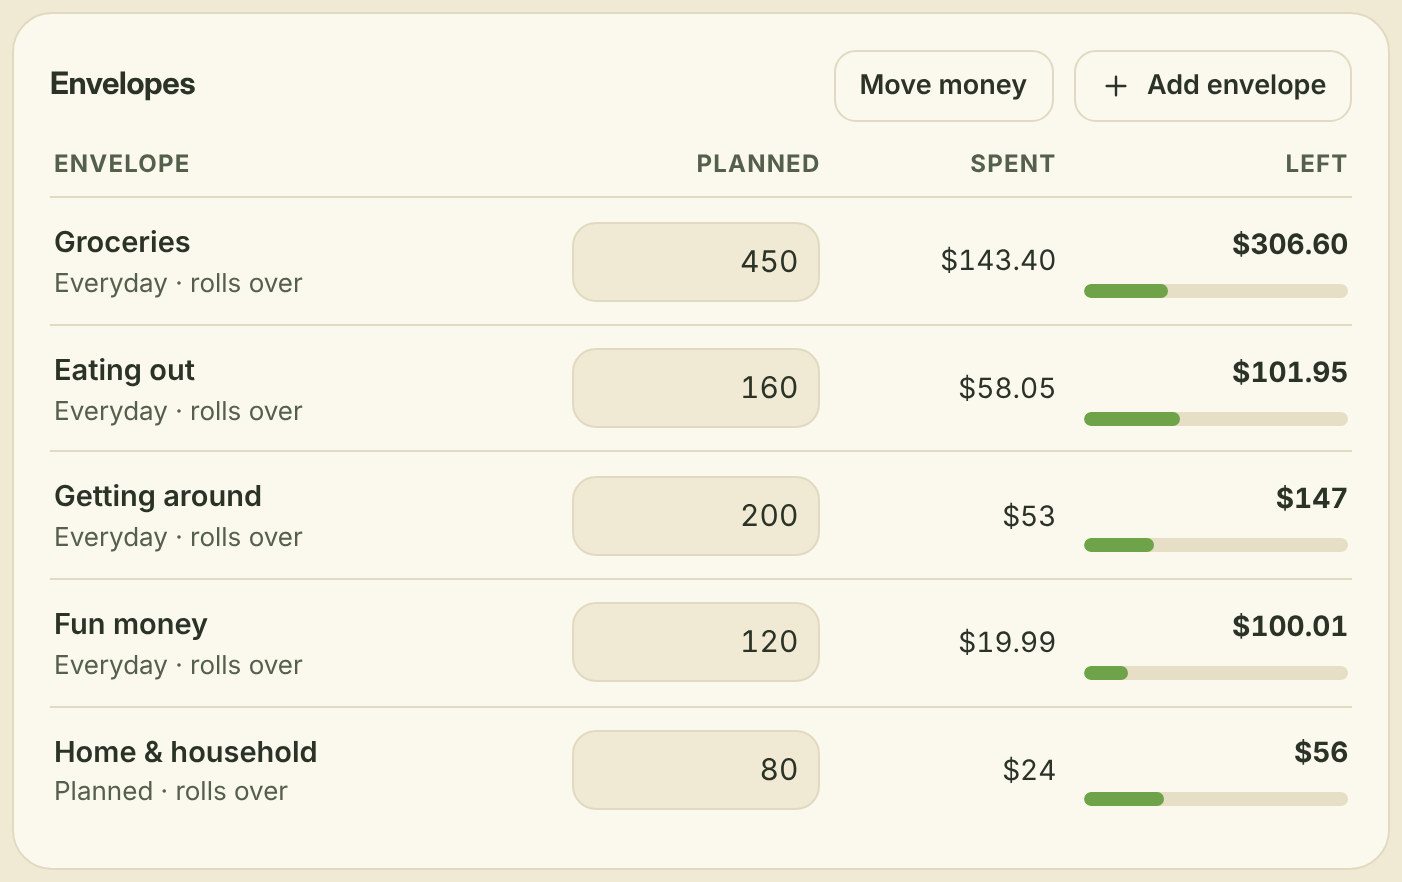 Envelopes
Move money
+ Add envelope
ENVELOPE PLANNED SPENT LEFT
Groceries
Everyday · rolls over
450 $143.40 $306.60
Eating out
Everyday · rolls over
160 $58.05 $101.95
Getting around
Everyday · rolls over
200 $53 $147
Fun money
Everyday · rolls over
120 $19.99 $100.01
Home & household
Planned · rolls over
80 $24 $56